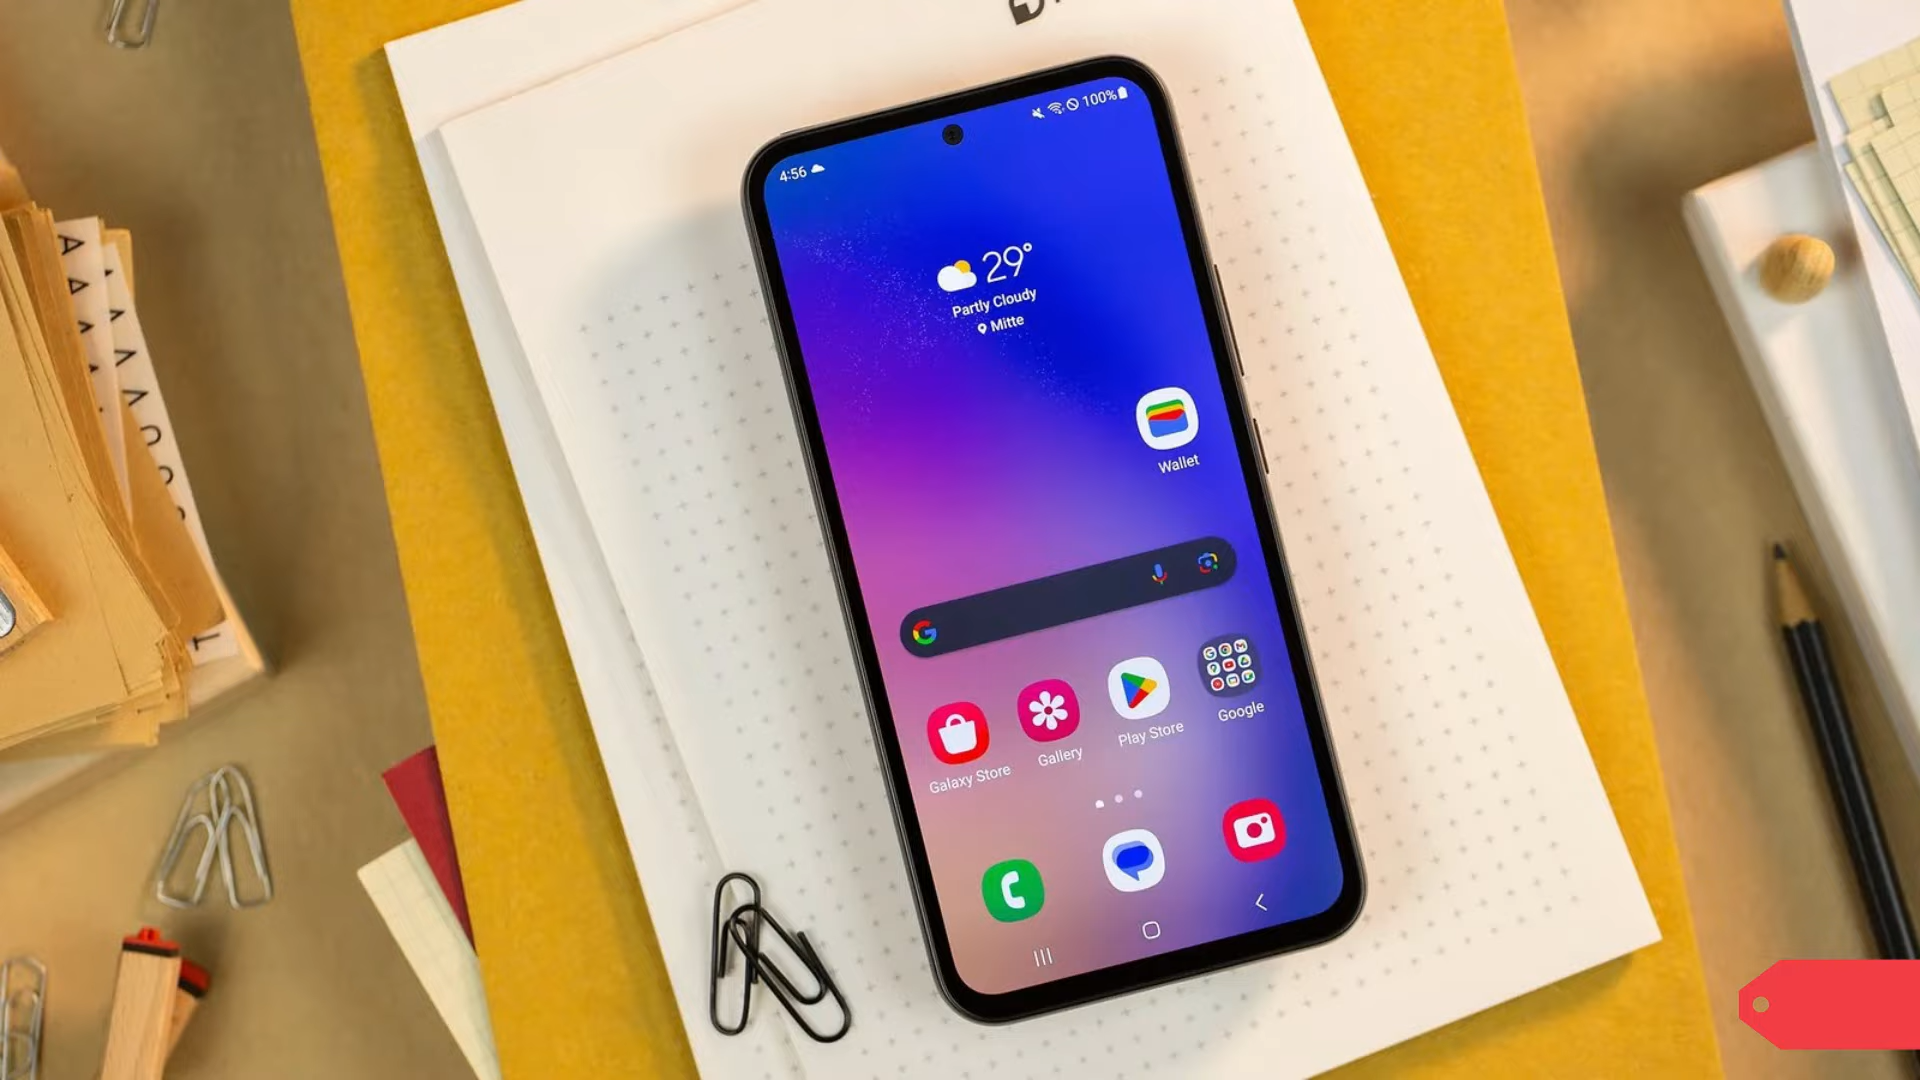 100%
4:56
29°
Partly Cloudy
Mitte
Wallet
Galaxy Store
Gallery
Play Store
Google